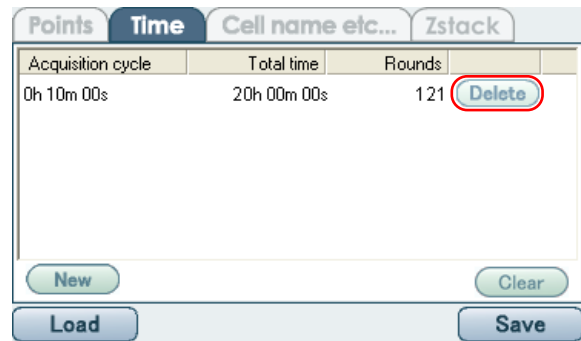 Points Time Cell name etc... Zstack
Acquisition cycle Total time Rounds
0h 10m 00s 20h 00m 00s 121 Delete
New Clear
Load Save